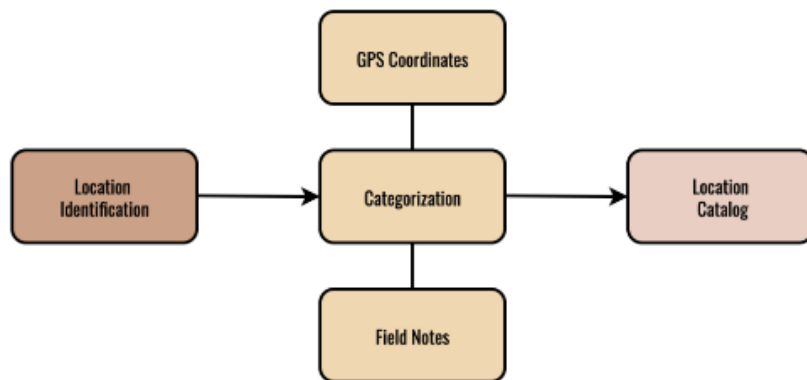 GPS Coordinates
Location
Identification
Categorization
Location
Catalog
Field Notes